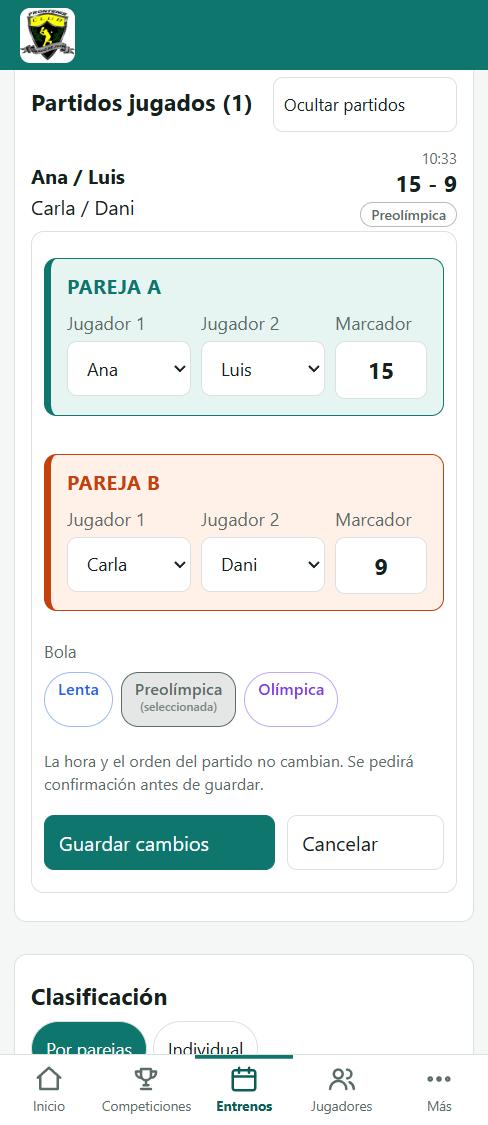 FRONTENIS
CLUB
Partidos jugados (1)
Ocultar partidos
10:33
Ana / Luis
15 - 9
Carla / Dani
Preolímpica
PAREJA A
Jugador 1
Jugador 2
Marcador
Ana
Luis
15
PAREJA B
Jugador 1
Jugador 2
Marcador
Carla
Dani
9
Bola
Lenta
Preolímpica
(seleccionada)
Olímpica
La hora y el orden del partido no cambian. Se pedirá
confirmación antes de guardar.
Guardar cambios
Cancelar
Clasificación
Por parejas
Individual
Inicio
Competiciones
Entrenos
Jugadores
Más